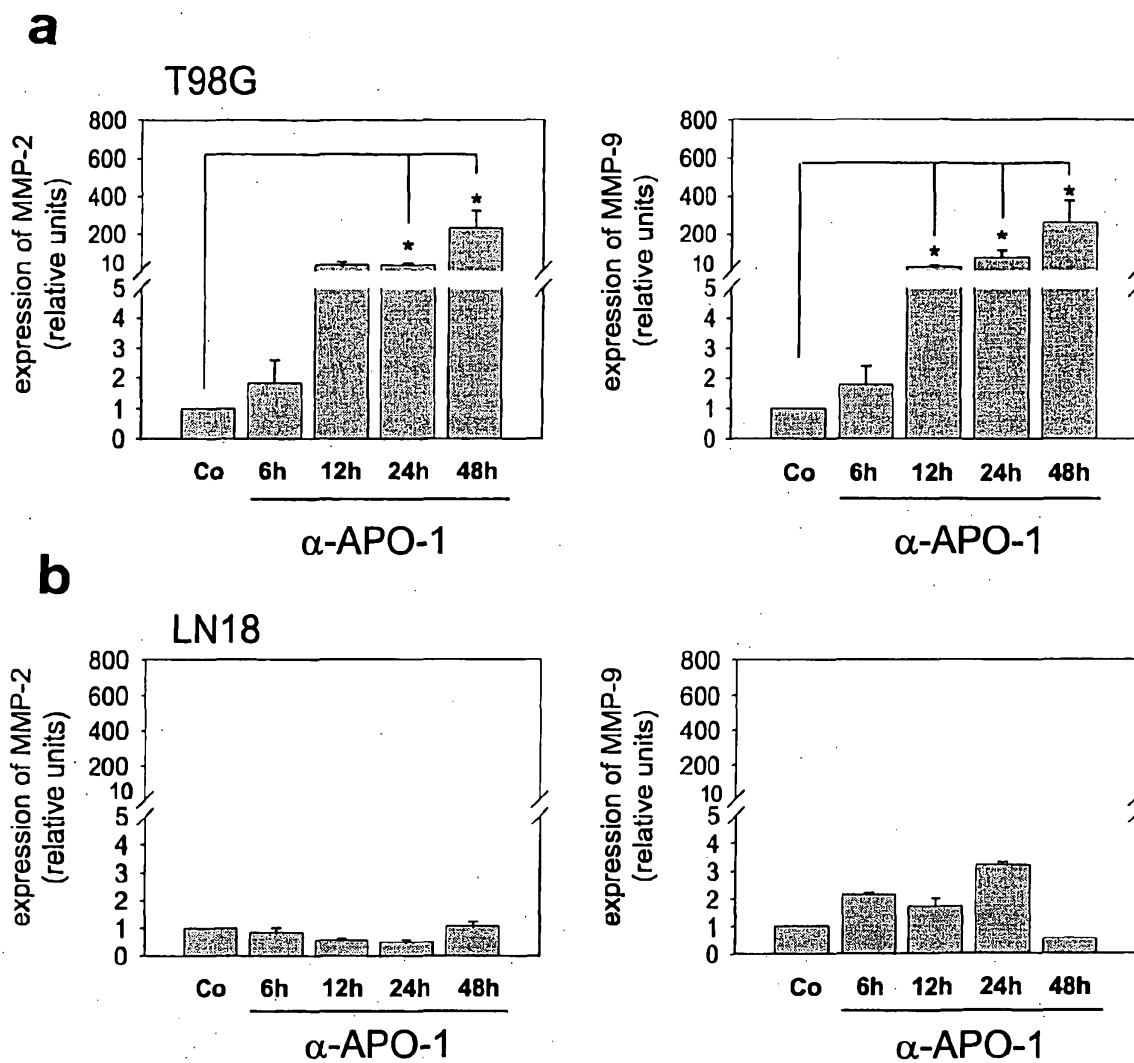 a
T98G
expression of MMP-2
(relative units)
800
600
400
200
10
5
4
3
2
1
0
*
*
Co 6h 12h 24h 48h
α-APO-1
expression of MMP-9
(relative units)
800
600
400
200
10
5
4
3
2
1
0
*
*
*
Co 6h 12h 24h 48h
α-APO-1
b
LN18
expression of MMP-2
(relative units)
800
600
400
200
10
5
4
3
2
1
0
Co 6h 12h 24h 48h
α-APO-1
expression of MMP-9
(relative units)
800
600
400
200
10
5
4
3
2
1
0
Co 6h 12h 24h 48h
α-APO-1